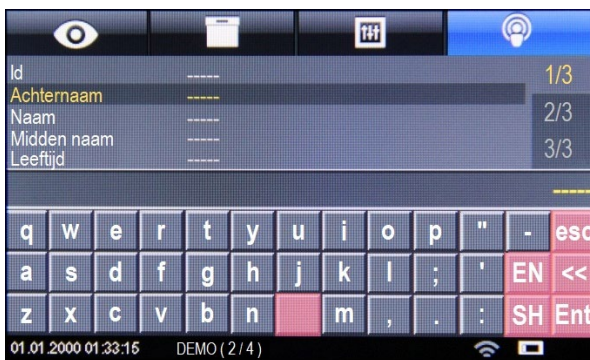 Id ----- 1/3
Achternaam -----
Naam ----- 2/3
Midden naam ----- 3/3
Leeftijd -----
-----
q w e r t y u i o p " - esc
a s d f g h j k l ; ' EN <<
z x c v b n m , . : SH Ent
01.01.2000 01:33:15 DEMO ( 2 / 4 )